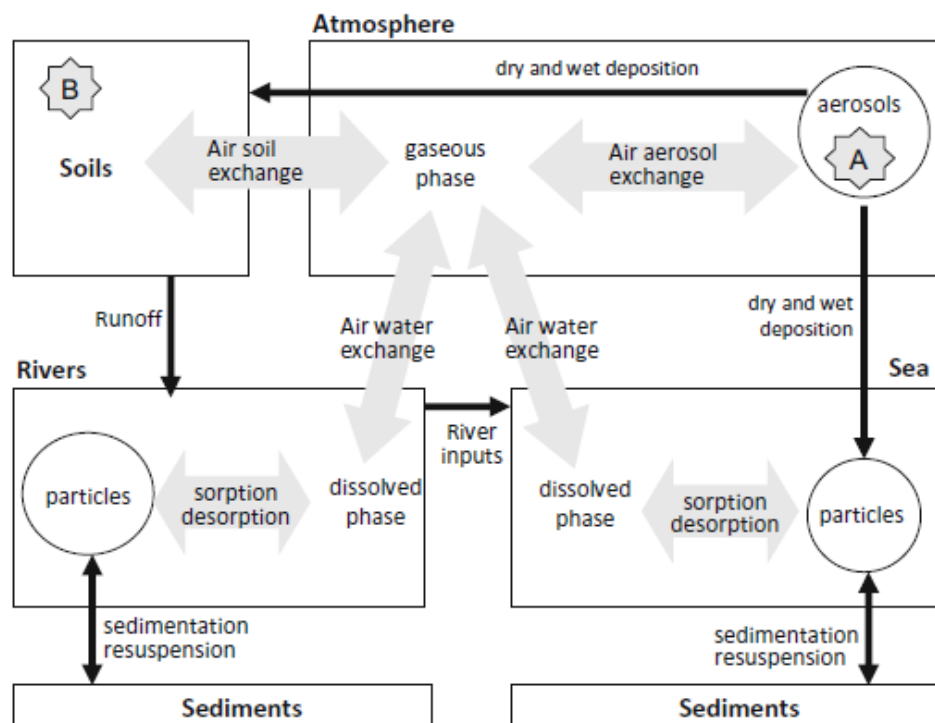 Atmosphere
B
Soils
dry and wet deposition
aerosols
A
Air soil
exchange
gaseous
phase
Air aerosol
exchange
Runoff
Air water
exchange
Air water
exchange
dry and wet
deposition
Rivers
Sea
particles
sorption
desorption
dissolved
phase
River
inputs
dissolved
phase
sorption
desorption
particles
sedimentation
resuspension
sedimentation
resuspension
Sediments
Sediments